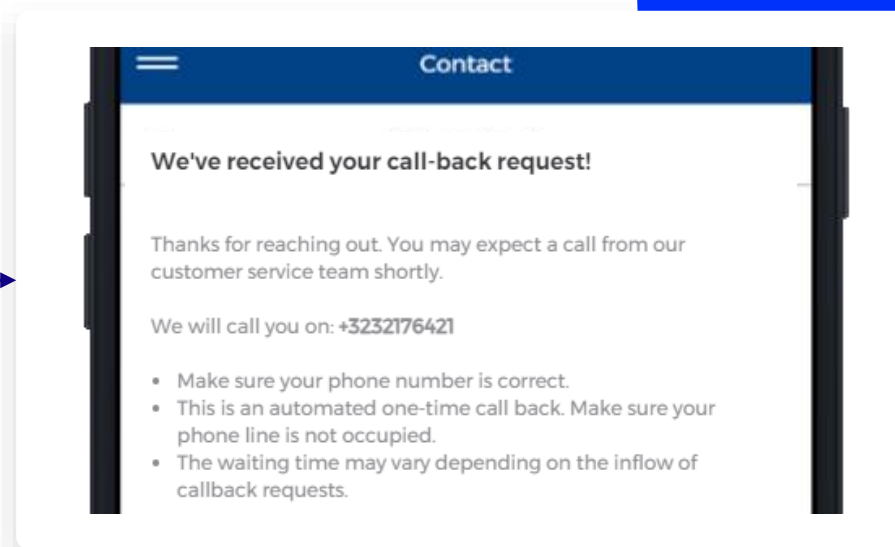 Contact
We've received your call-back request!
Thanks for reaching out. You may expect a call from our
customer service team shortly.
We will call you on: +3232176421
• Make sure your phone number is correct.
• This is an automated one-time call back. Make sure your
phone line is not occupied.
• The waiting time may vary depending on the inflow of
callback requests.